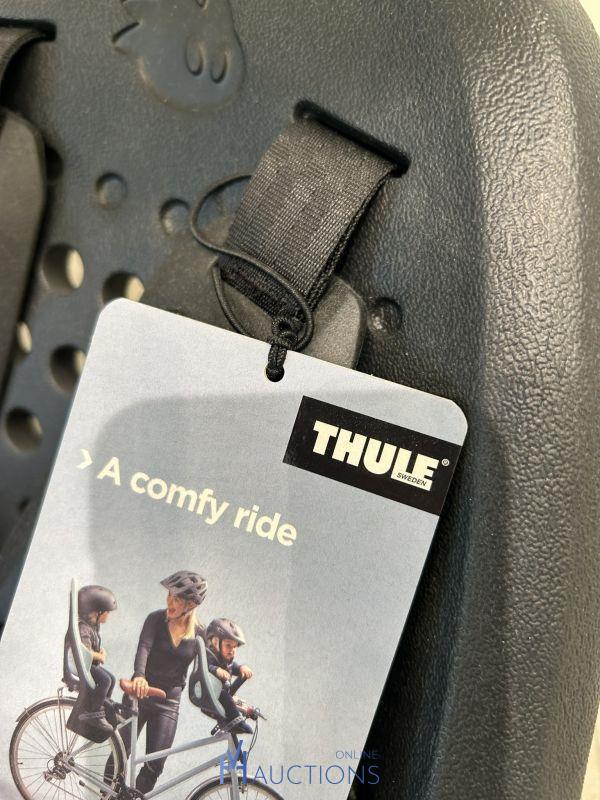 THULE®
SWEDEN
› A comfy ride
ONLINE
AUCTIONS